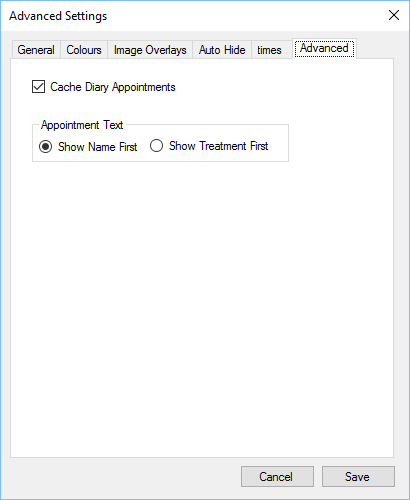 Advanced Settings
General Colours Image Overlays Auto Hide times Advanced
Cache Diary Appointments
Appointment Text
Show Name First Show Treatment First
Cancel Save